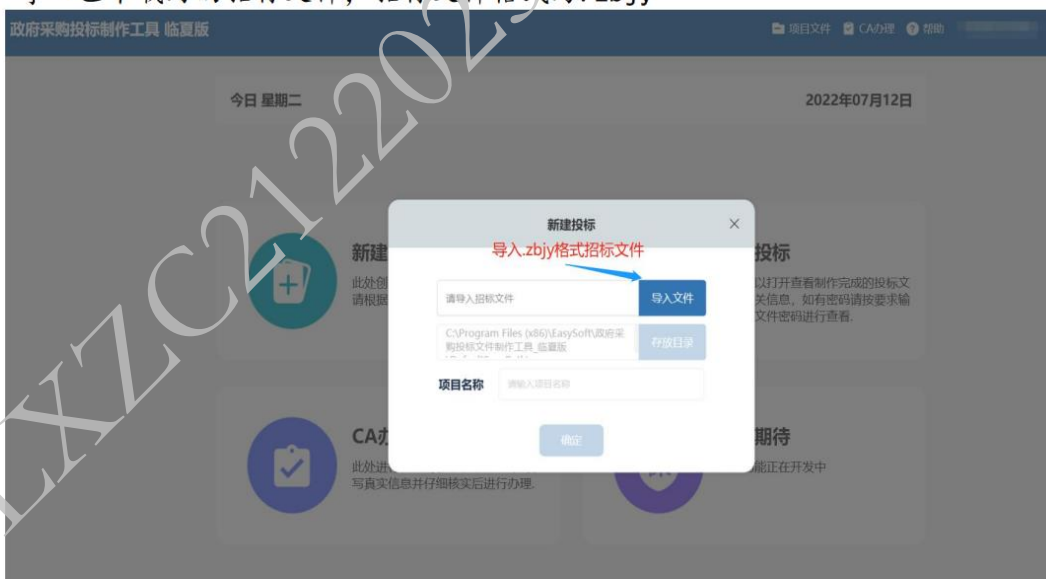 政府采购投标制作工具 临夏版
项目文件 CA办理 帮助
今日 星期二
2022年07月12日
新建投标
导入.zbjy格式招标文件
请导入招标文件
导入文件
C:\Program Files (x86)\EasySoft\政府采
购投标文件制作工具_临夏版
存放目录
项目名称
请输入项目名称
确定
新建
此处创
请根据
投标
以打开查看制作完成的投标文
关信息，如有密码请按要求输
文件密码进行查看.
CA办
此处进
写真实信息并仔细核实后进行办理.
期待
能正在开发中
LXZC212202